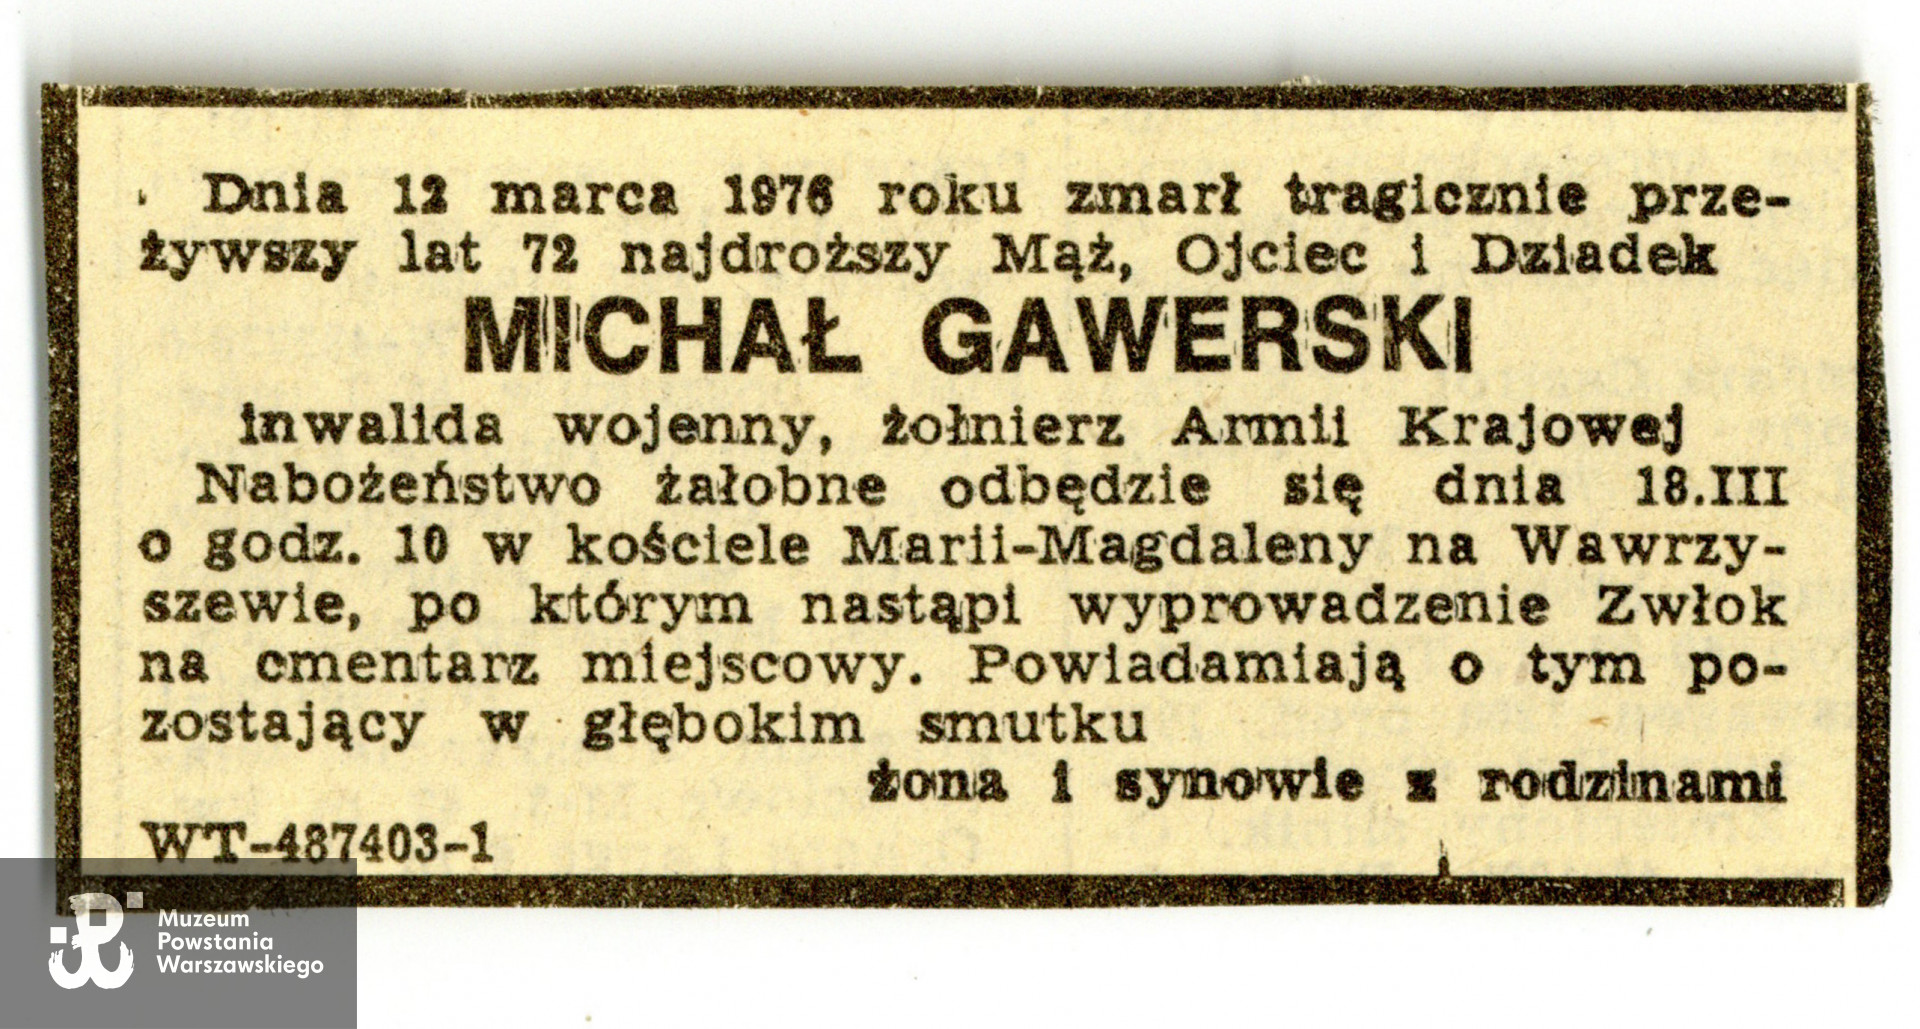 Dnia 12 marca 1976 roku zmarł tragicznie prze-
żywszy lat 72 najdroższy Mąż, Ojciec i Dziadek
MICHAŁ GAWERSKI
inwalida wojenny, żołnierz Armii Krajowej
Nabożeństwo żałobne odbędzie się dnia 18.III
o godz. 10 w kościele Marii-Magdaleny na Wawrzy-
szewie, po którym nastąpi wyprowadzenie Zwłok
na cmentarz miejscowy. Powiadamiają o tym po-
zostający w głębokim smutku
żona i synowie z rodzinami
WT-487403-1
Muzeum
Powstania
Warszawskiego